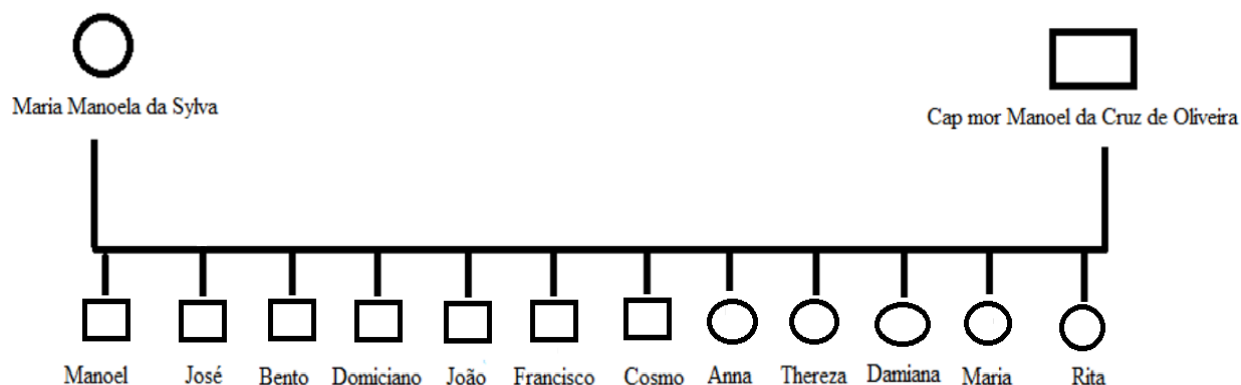 Maria Manoela da Sylva
Cap mor Manoel da Cruz de Oliveira
Manoel José Bento Domiciano João Francisco Cosmo Anna Thereza Damiana Maria Rita